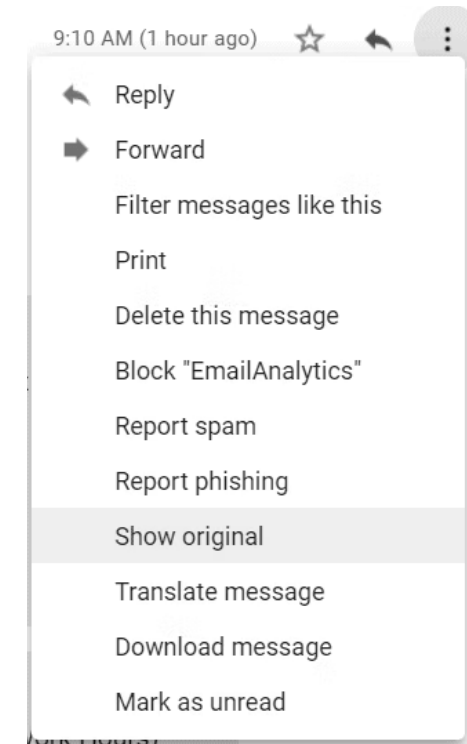 9:10 AM (1 hour ago)
Reply
Forward
Filter messages like this
Print
Delete this message
Block "EmailAnalytics"
Report spam
Report phishing
Show original
Translate message
Download message
Mark as unread